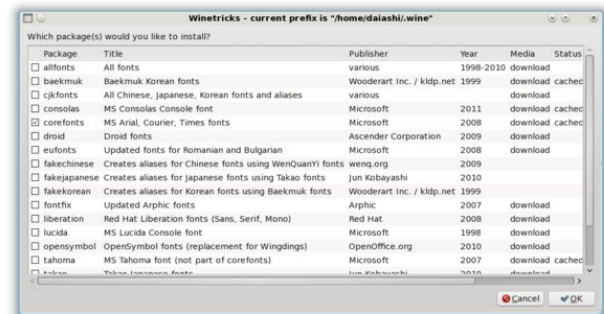 Winetricks - current prefix is "/home/daiashi/.wine"
Which package(s) would you like to install?
Package Title Publisher Year Media Status
allfonts All fonts various 1998-2010 download
baekmuk Baekmuk Korean fonts Wooderart Inc. / kldp.net 1999 download cached
cjkfonts All Chinese, Japanese, Korean fonts and aliases various download
consolas MS Consolas Console font Microsoft 2011 download cached
corefonts MS Arial, Courier, Times fonts Microsoft 2008 download cached
droid Droid fonts Ascender Corporation 2009 download
eufonts Updated fonts for Romanian and Bulgarian Microsoft 2008 download
fakechinese Creates aliases for Chinese fonts using WenQuanYi fonts wenq.org 2009
fakejapanese Creates aliases for Japanese fonts using Takao fonts Jun Kobayashi 2010
fakekorean Creates aliases for Korean fonts using Baekmuk fonts Wooderart Inc. / kldp.net 1999
fontfix Updated Arphic fonts Arphic 2007 download
liberation Red Hat Liberation fonts (Sans, Serif, Mono) Red Hat 2008 download
lucida MS Lucida Console font Microsoft 1998 download
opensymbol OpenSymbol fonts (replacement for Wingdings) OpenOffice.org 2010 download
tahoma MS Tahoma font (not part of corefonts) Microsoft 2007 download cached
takao Takao Japanese fonts Jun Kobayashi 2010 download
Cancel OK